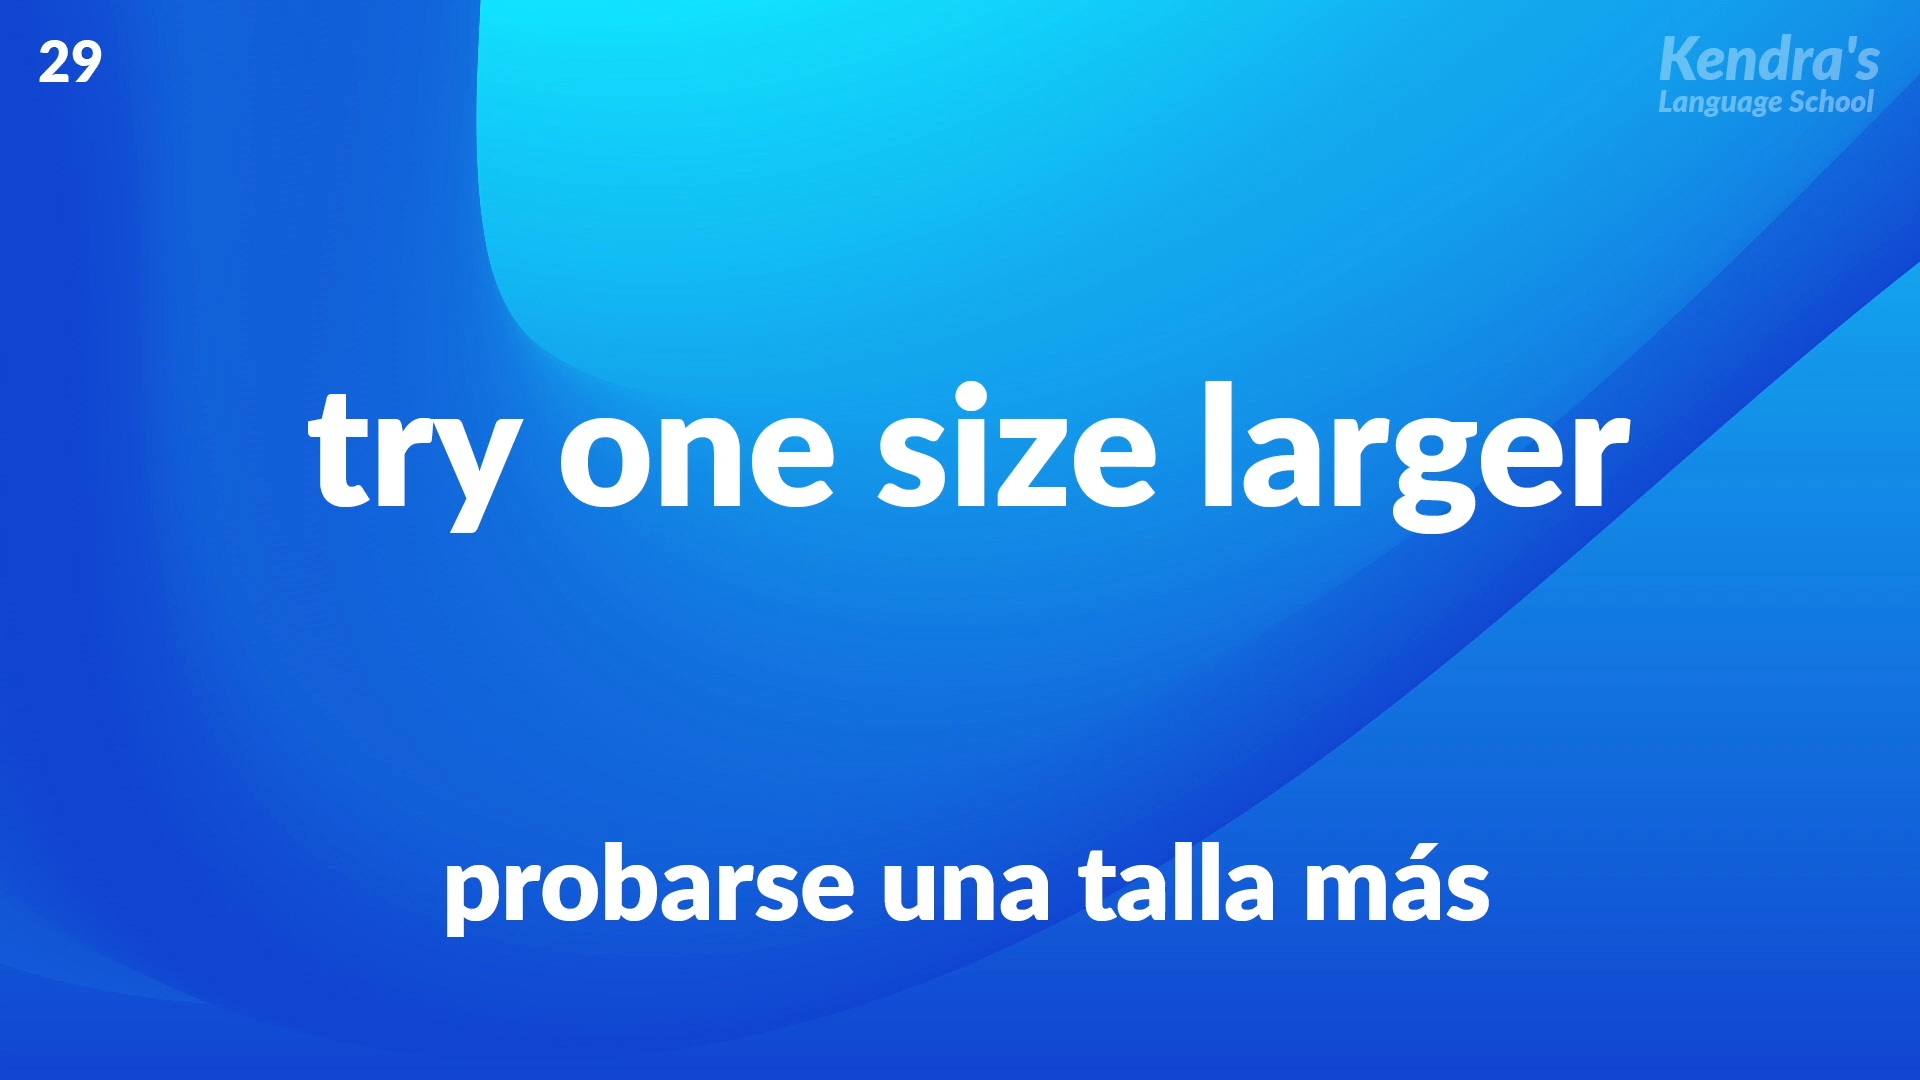 29
Kendra's
Language School
try one size larger
probarse una talla más